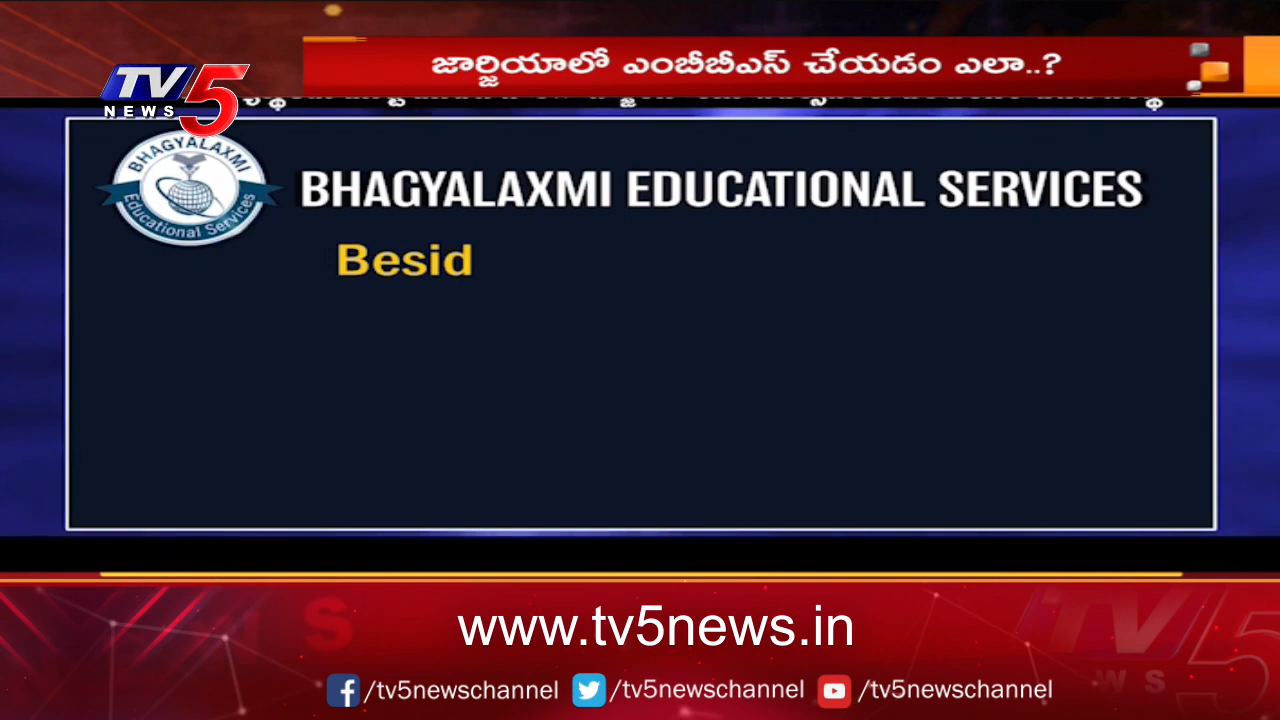 జార్జియాలో ఎంబీబీఎస్ చేయడం ఎలా..?
TV5
NEWS
BHAGYALAXMI
Educational Services
BHAGYALAXMI EDUCATIONAL SERVICES
Besid
www.tv5news.in
/tv5newschannel /tv5newschannel /tv5newschannel